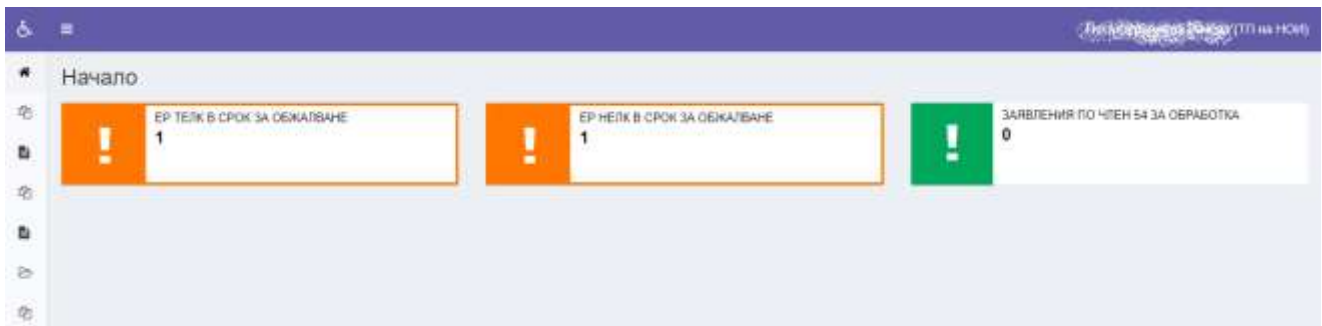 (ТП на НОИ)
Начало
ЕР ТЕЛК В СРОК ЗА ОБЖАЛВАНЕ
1
ЕР НЕЛК В СРОК ЗА ОБЖАЛВАНЕ
1
ЗАЯВЛЕНИЯ ПО ЧЛЕН 54 ЗА ОБРАБОТКА
0